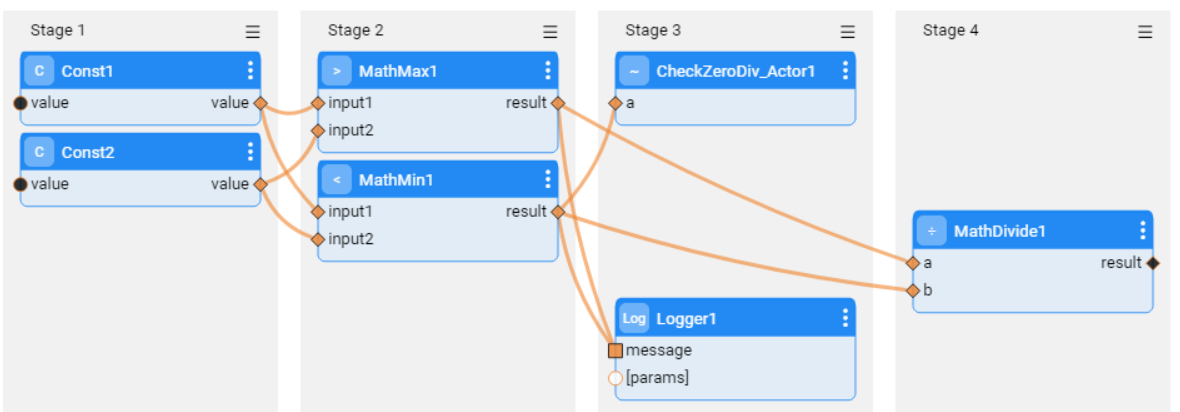 Stage 1
C Const1
value value
C Const2
value value
Stage 2
> MathMax1
input1 result
input2
< MathMin1
input1 result
input2
Stage 3
~ CheckZeroDiv_Actor1
a
Log Logger1
message
[params]
Stage 4
÷ MathDivide1
a result
b